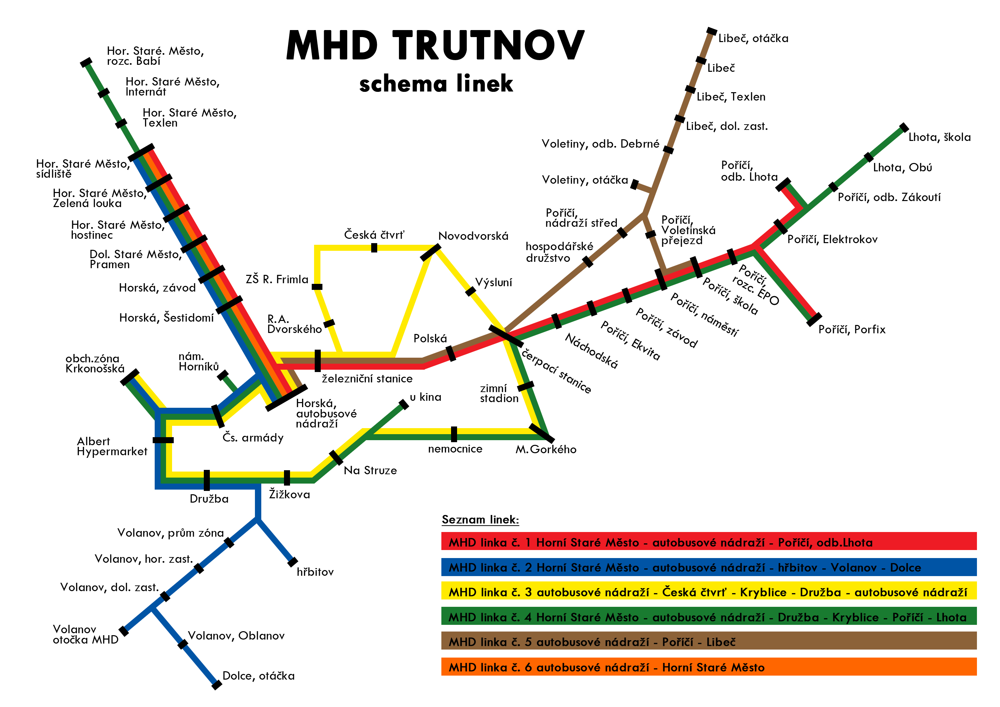 MHD TRUTNOV
schema linek
Hor. Staré. Město,
rozc. Babí
Hor. Staré Město,
Internát
Hor. Staré Město,
Texlen
Hor. Staré Město,
sídliště
Hor. Staré Město,
Zelená louka
Hor. Staré Město,
hostinec
Dol. Staré Město,
Pramen
Horská, závod
Horská, Šestidomí
obch.zóna
Krkonošská
nám.
Horníků
Albert
Hypermarket
Čs. armády
Horská,
autobusové
nádraží
železniční stanice
R.A.
Dvorského
ZŠ R. Frimla
Česká čtvrť
Novodvorská
Výsluní
Polská
čerpací stanice
zimní
stadion
M.Gorkého
nemocnice
u kina
Na Struze
Žižkova
Družba
Volanov, prům zóna
Volanov, hor. zast.
Volanov, dol. zast.
Volanov
otočka MHD
hřbitov
Volanov, Oblanov
Dolce, otáčka
Libeč, otáčka
Libeč
Libeč, Texlen
Libeč, dol. zast.
Voletiny, odb. Debrné
Voletiny, otáčka
Poříčí,
nádraží střed
hospodářské
družstvo
Poříčí,
Voletinská
přejezd
Náchodská
Poříčí, Ekvita
Poříčí, závod
Poříčí, náměstí
Poříčí, škola
Poříčí,
rozc. EPO
Poříčí,
odb. Lhota
Lhota, škola
Lhota, Obú
Poříčí, odb. Zákoutí
Poříčí, Elektrokov
Poříčí, Porfix
Seznam linek:
MHD linka č. 1 Horní Staré Město - autobusové nádraží - Poříčí, odb.Lhota
MHD linka č. 2 Horní Staré Město - autobusové nádraží - hřbitov - Volanov - Dolce
MHD linka č. 3 autobusové nádraží - Česká čtvrť - Kryblice - Družba - autobusové nádraží
MHD linka č. 4 Horní Staré Město - autobusové nádraží - Družba - Kryblice - Poříčí - Lhota
MHD linka č. 5 autobusové nádraží - Poříčí - Libeč
MHD linka č. 6 autobusové nádraží - Horní Staré Město